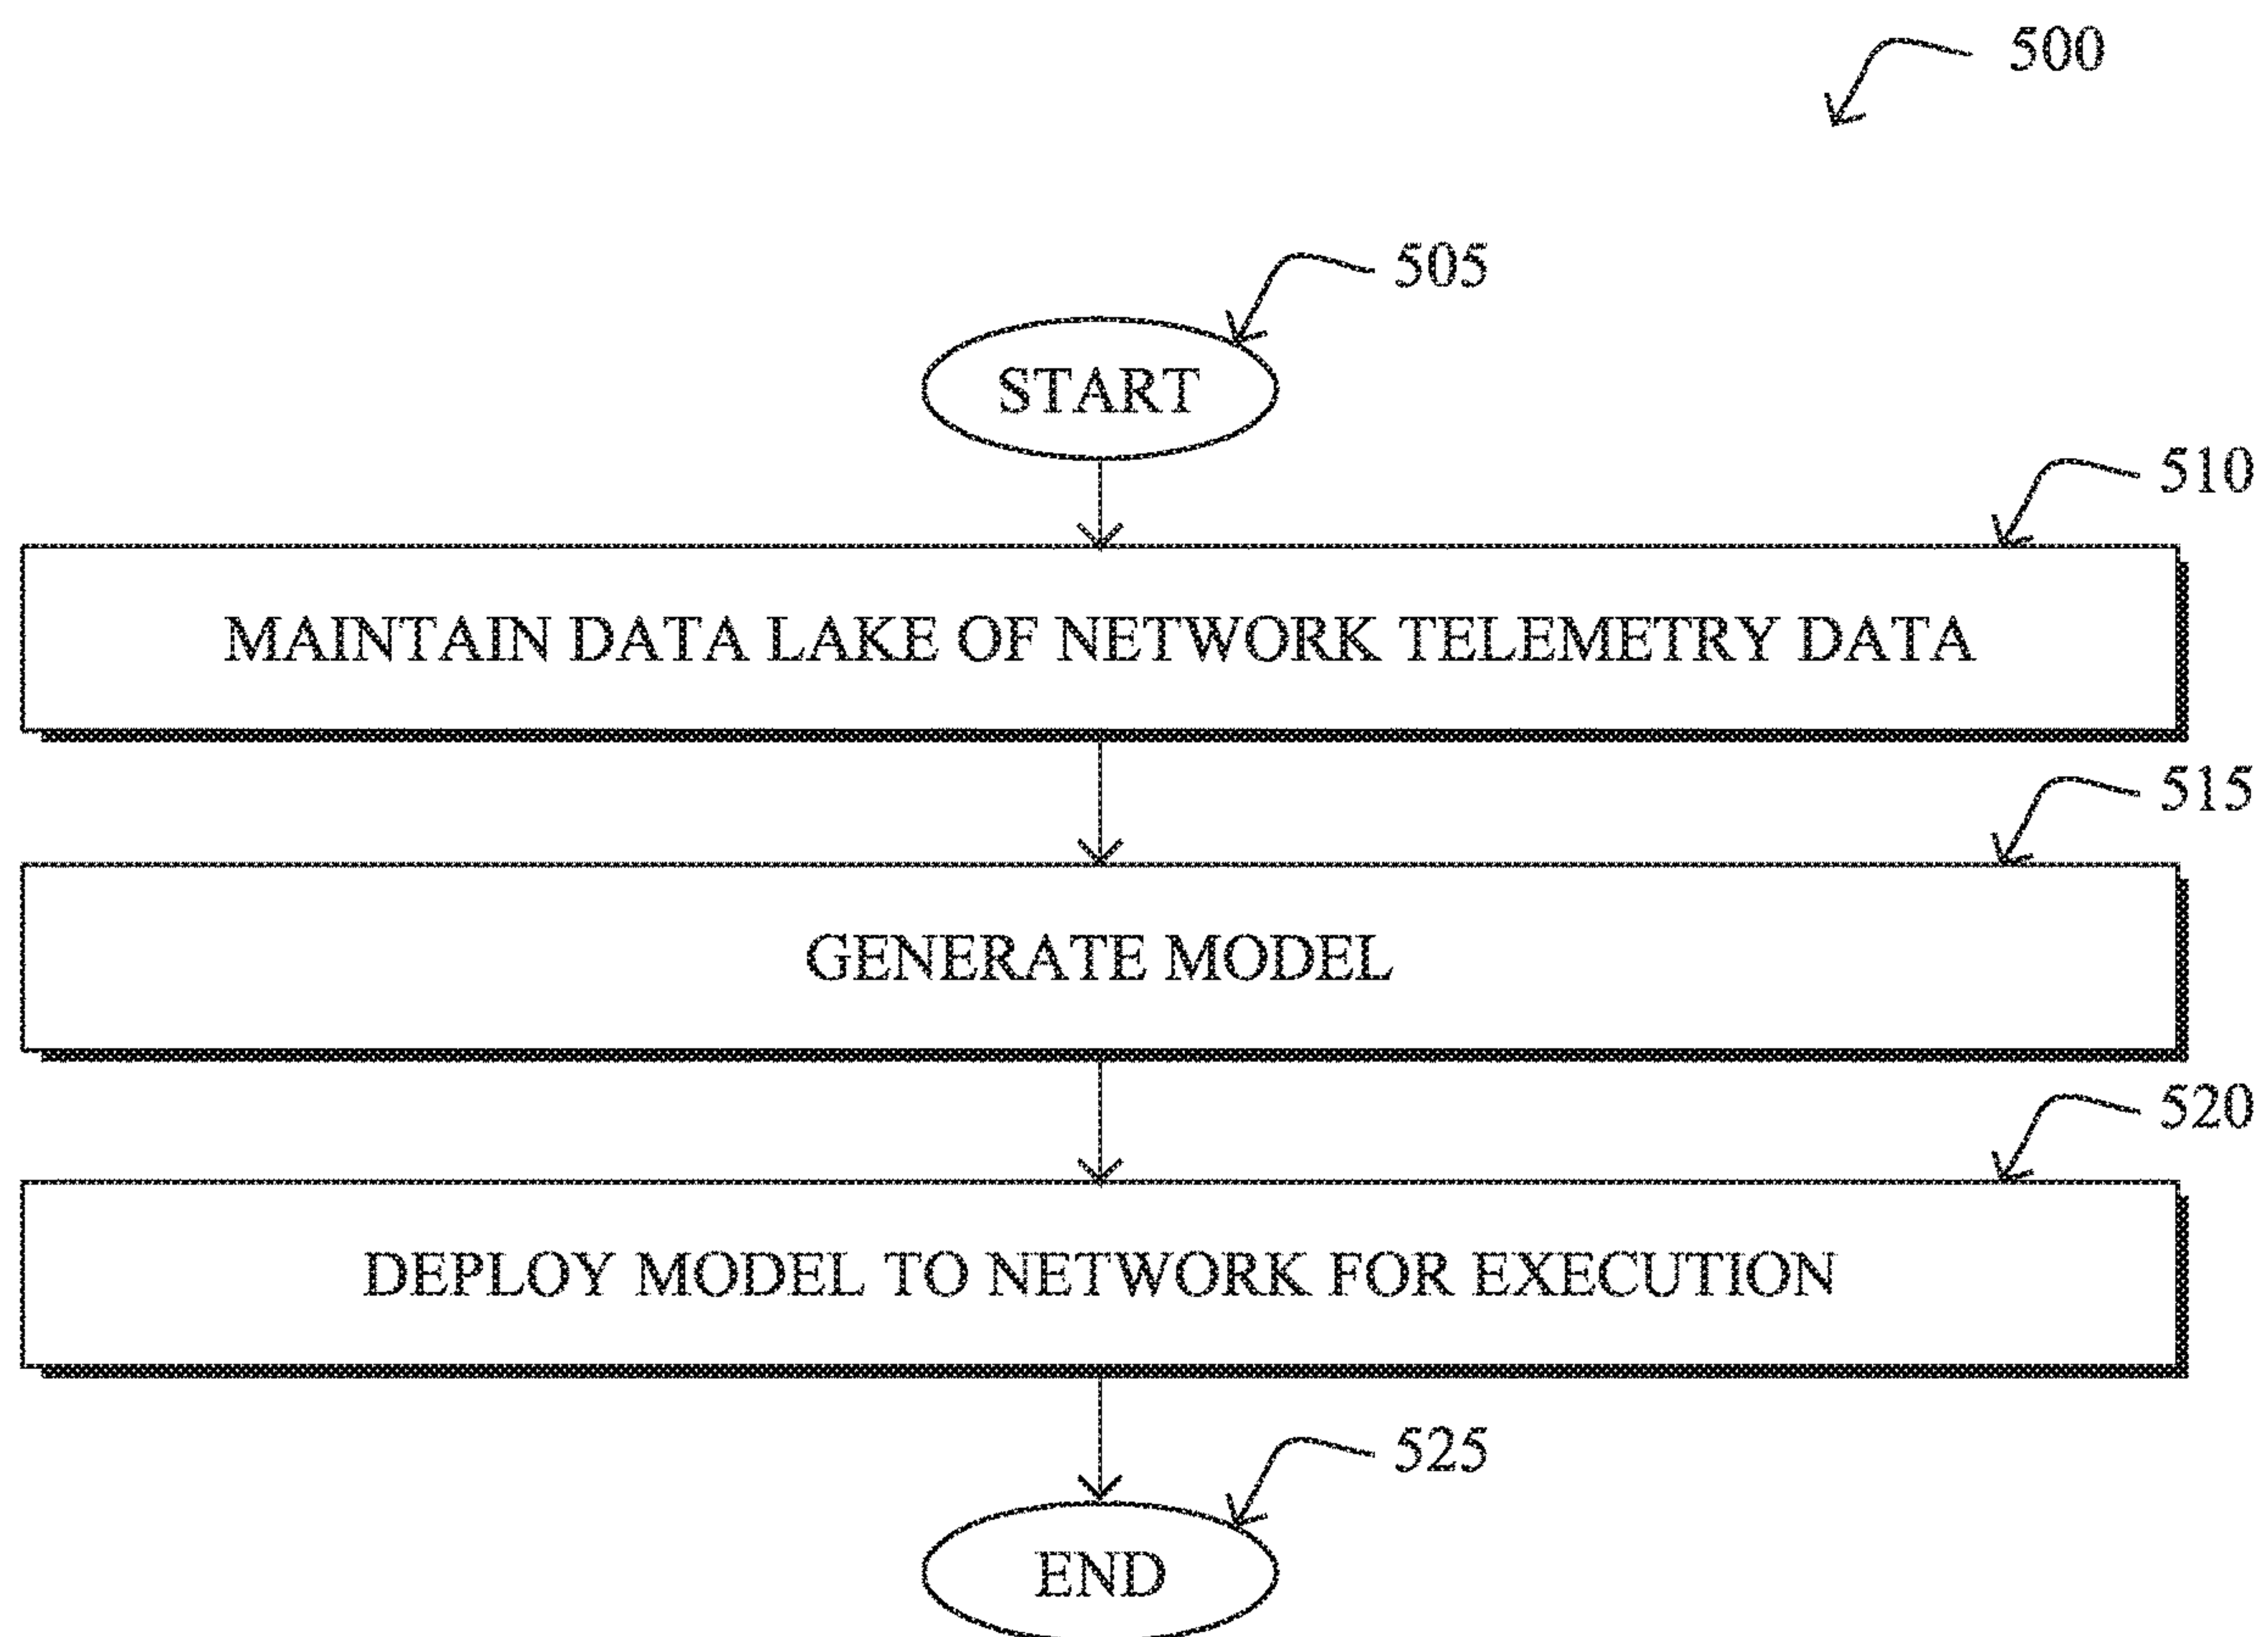 500
505
START
510
MAINTAIN DATA LAKE OF NETWORK TELEMETRY DATA
515
GENERATE MODEL
520
DEPLOY MODEL TO NETWORK FOR EXECUTION
525
END